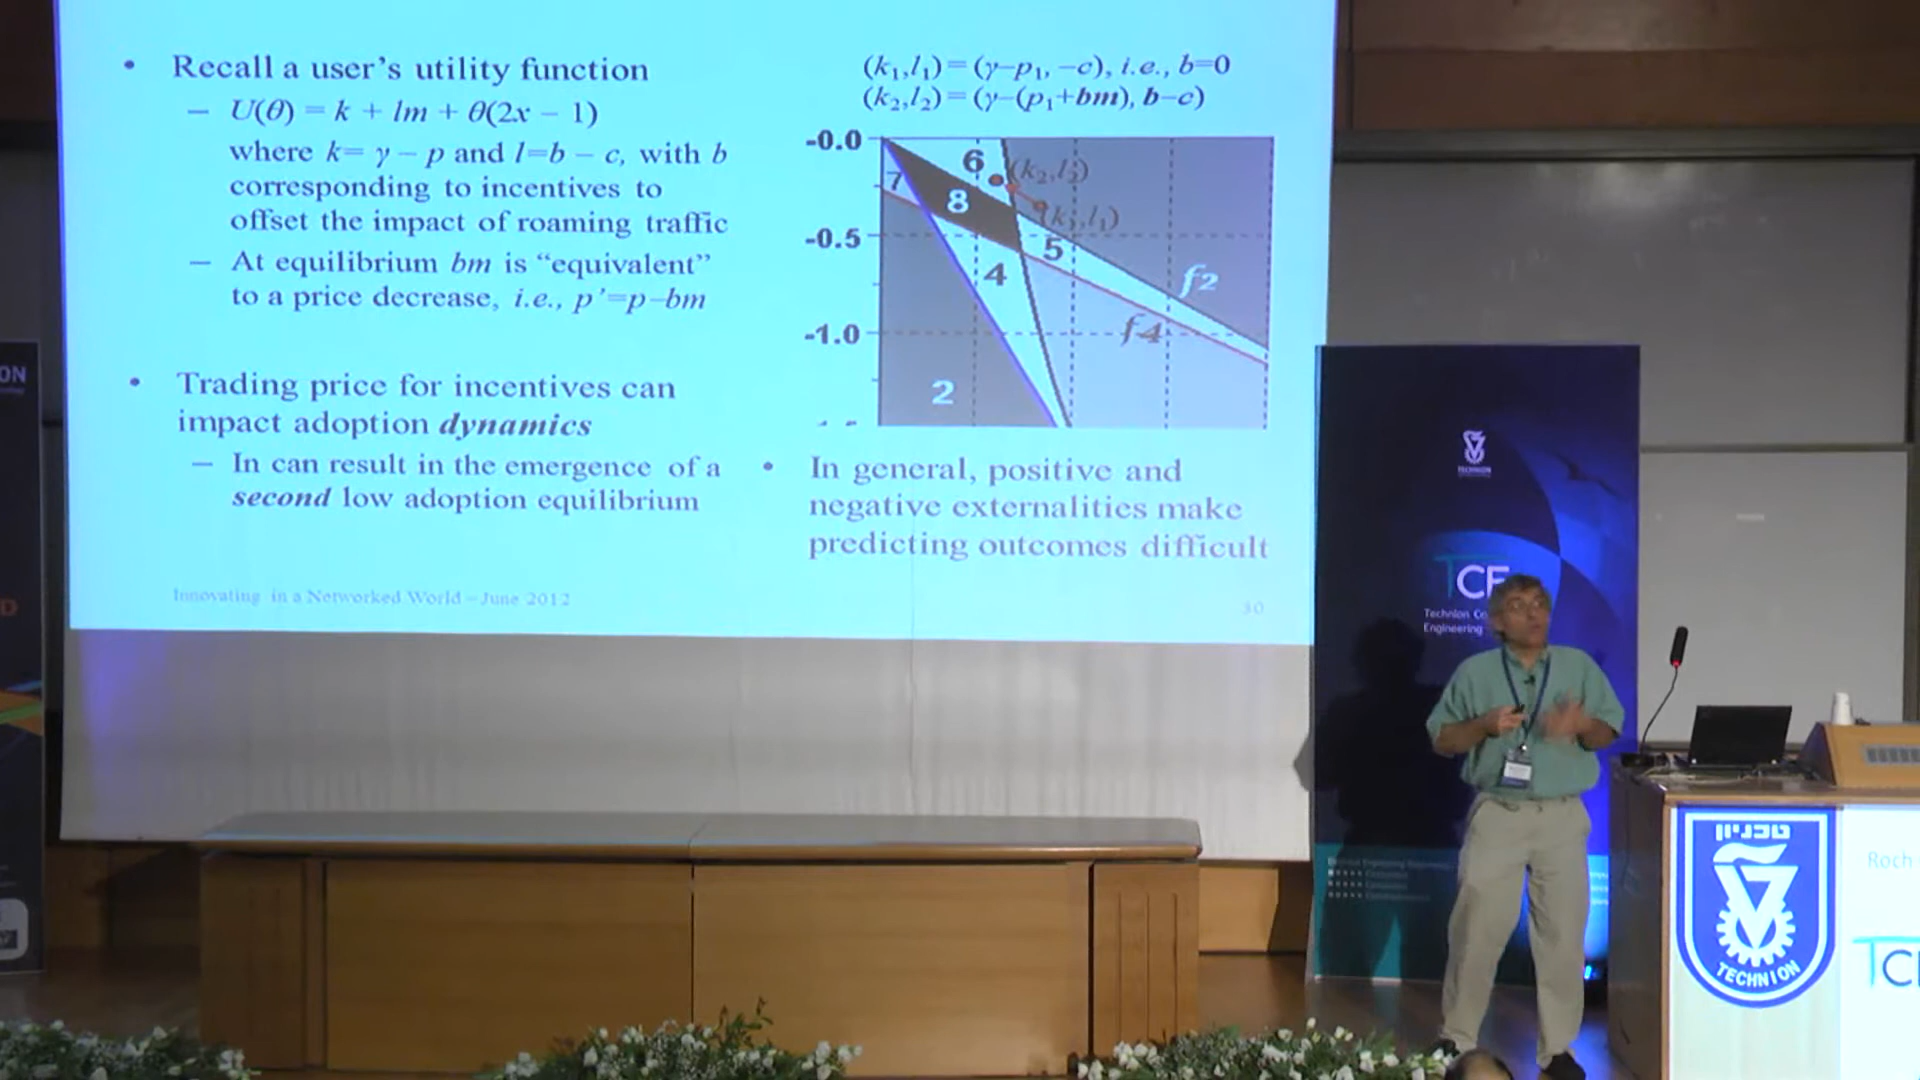 • Recall a user's utility function
– U(θ) = k + lm + θ(2x – 1)
where k= γ – p and l=b – c, with b
corresponding to incentives to
offset the impact of roaming traffic
– At equilibrium bm is “equivalent”
to a price decrease, i.e., p’=p–bm
• Trading price for incentives can
impact adoption dynamics
– In can result in the emergence of a
second low adoption equilibrium
(k₁,l₁)=(γ–p₁, –c), i.e., b=0
(k₂,l₂)=(γ–(p₁+bm), b–c)
-0.0
-0.5
-1.0
6
(k₂,l₂)
7
8
(k₁,l₁)
5
4
f2
f4
2
• In general, positive and
negative externalities make
predicting outcomes difficult
Innovating in a Networked World – June 2012
30
ON
D
TECHNION
TCE
Technion
Engineering
טכניון
TECHNION
Roch
TC